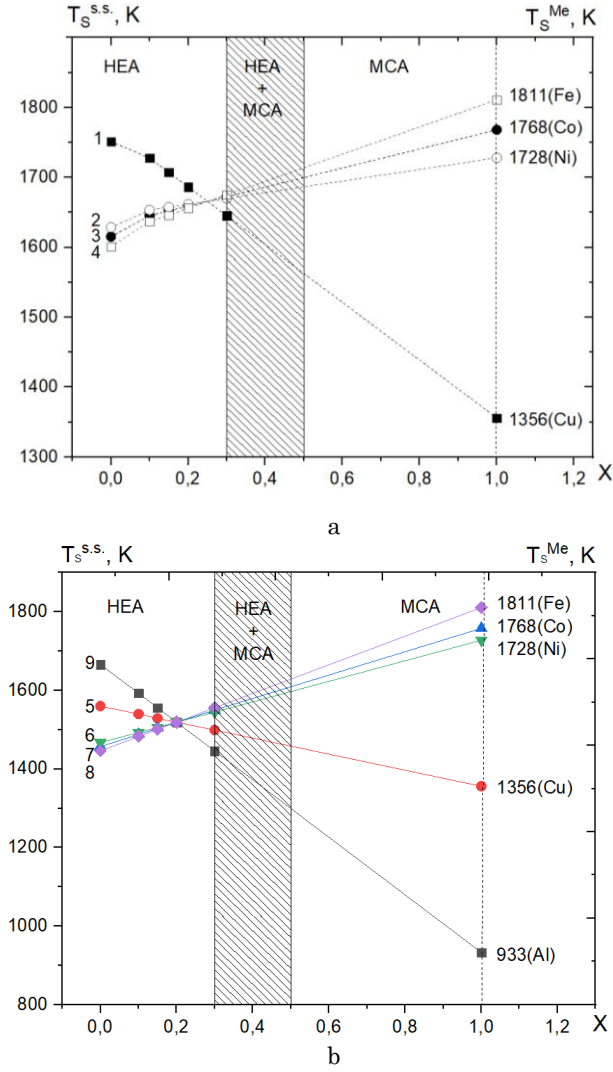 T_S^s.s., K T_S^Me, K
HEA HEA MCA
+
MCA
1800
1700
1600
1500
1400
1300
1
2
3
4
1811(Fe)
1768(Co)
1728(Ni)
1356(Cu)
0,0 0,2 0,4 0,6 0,8 1,0 1,2 X
a
T_S^s.s., K T_S^Me, K
HEA HEA MCA
+
MCA
1800
1600
1400
1200
1000
800
9
5
6
7
8
1811(Fe)
1768(Co)
1728(Ni)
1356(Cu)
933(Al)
0,0 0,2 0,4 0,6 0,8 1,0 X
b